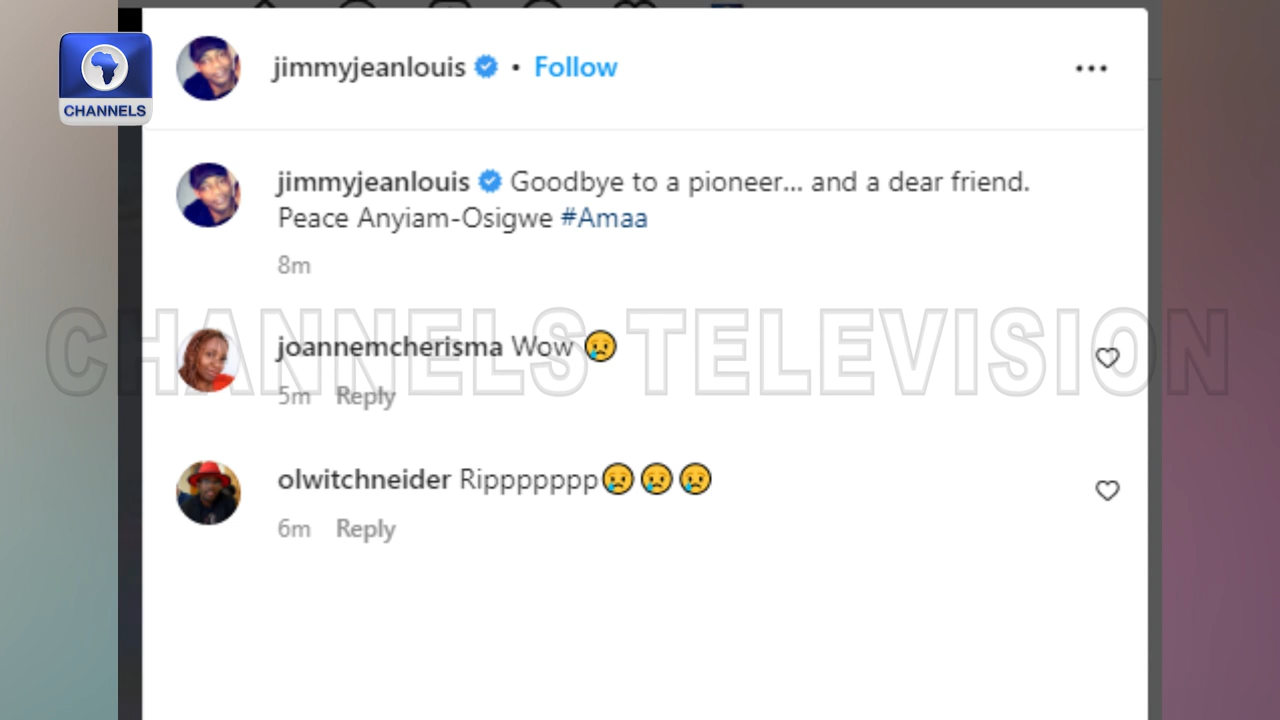 CHANNELS
jimmyjeanlouis • Follow
jimmyjeanlouis Goodbye to a pioneer... and a dear friend.
Peace Anyiam-Osigwe #Amaa
8m
CHANNELS TELEVISION
joannemcherisma Wow 😢
5m Reply
olwitchneider Rippppppp😢😢😢
6m Reply